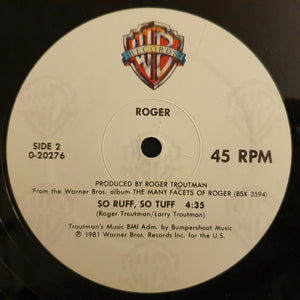 WB
RECORDS
ROGER
SIDE 2
0-20276
45 RPM
PRODUCED BY ROGER TROUTMAN
From the Warner Bros. album THE MANY FACETS OF ROGER (BSK 3594)
SO RUFF, SO TUFF 4:35
(Roger Troutman/Larry Troutman)
Troutman's Music BMI Adm. by Bumpershoot Music
℗ 1981 Warner Bros. Records Inc. for the U.S.